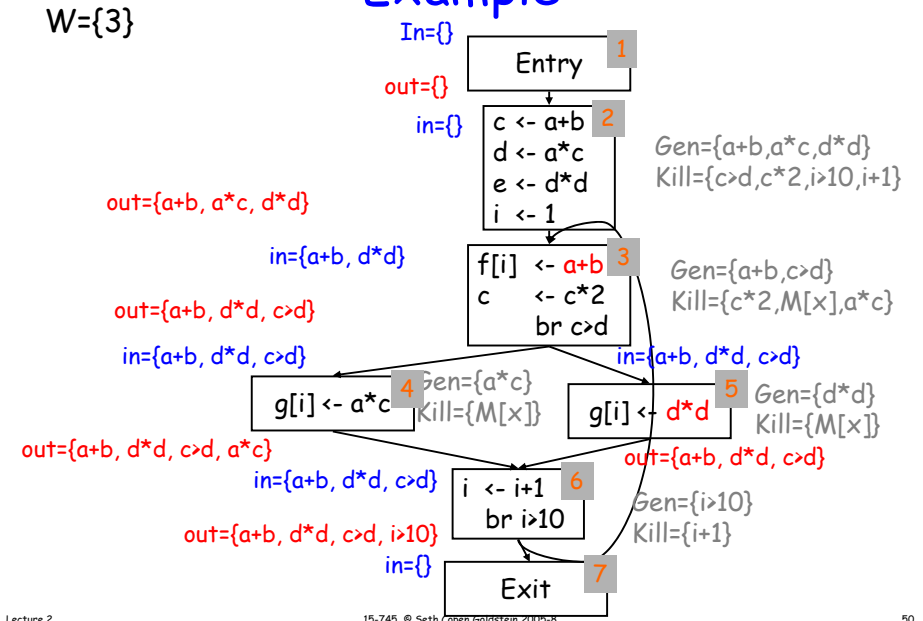 Example
W={3}
In={}
1
Entry
out={}
in={}
c <- a+b
2
d <- a*c
e <- d*d
i <- 1
Gen={a+b,a*c,d*d}
Kill={c>d,c*2,i>10,i+1}
out={a+b, a*c, d*d}
in={a+b, d*d}
f[i] <- a+b
3
c <- c*2
br c>d
Gen={a+b,c>d}
Kill={c*2,M[x],a*c}
out={a+b, d*d, c>d}
in={a+b, d*d, c>d}
in={a+b, d*d, c>d}
g[i] <- a*c
4
Gen={a*c}
Kill={M[x]}
g[i] <- d*d
5
Gen={d*d}
Kill={M[x]}
out={a+b, d*d, c>d, a*c}
out={a+b, d*d, c>d}
in={a+b, d*d, c>d}
i <- i+1
6
br i>10
Gen={i>10}
Kill={i+1}
out={a+b, d*d, c>d, i>10}
in={}
Exit
7
Lecture 2
15-745 © Seth Copen Goldstein 2005-8
50